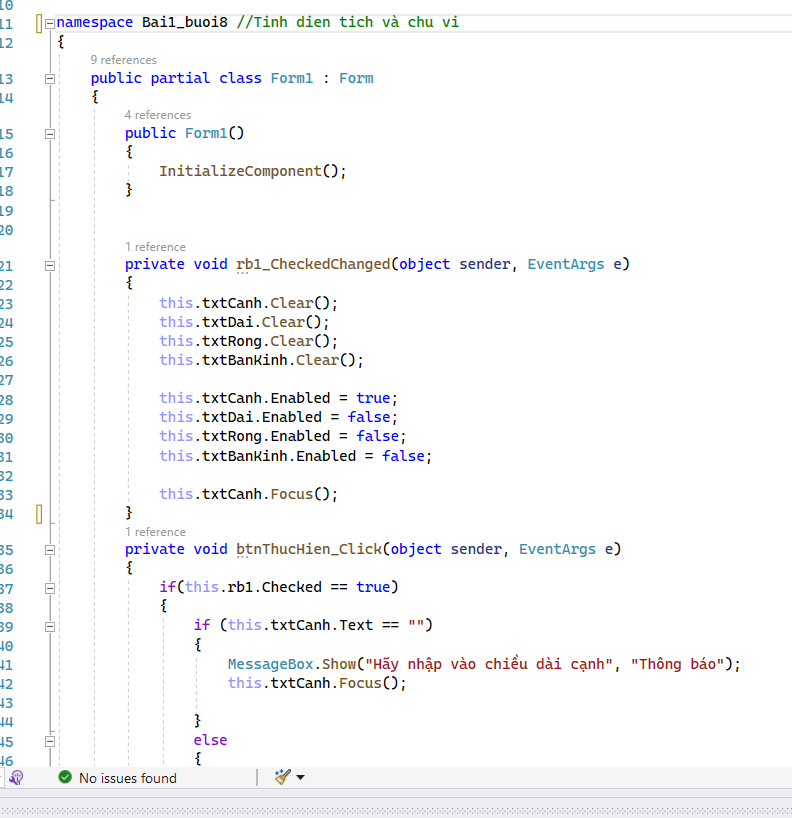 10
11 namespace Bai1_buoi8 //Tinh dien tich và chu vi
12 {
9 references
13 public partial class Form1 : Form
14 {
4 references
15 public Form1()
16 {
17 InitializeComponent();
18 }
19
20
1 reference
21 private void rb1_CheckedChanged(object sender, EventArgs e)
22 {
23 this.txtCanh.Clear();
24 this.txtDai.Clear();
25 this.txtRong.Clear();
26 this.txtBanKinh.Clear();
27
28 this.txtCanh.Enabled = true;
29 this.txtDai.Enabled = false;
30 this.txtRong.Enabled = false;
31 this.txtBanKinh.Enabled = false;
32
33 this.txtCanh.Focus();
34 }
1 reference
35 private void btnThucHien_Click(object sender, EventArgs e)
36 {
37 if(this.rb1.Checked == true)
38 {
39 if (this.txtCanh.Text == "")
40 {
41 MessageBox.Show("Hãy nhập vào chiều dài cạnh", "Thông báo");
42 this.txtCanh.Focus();
43
44 }
45 else
46 {
No issues found